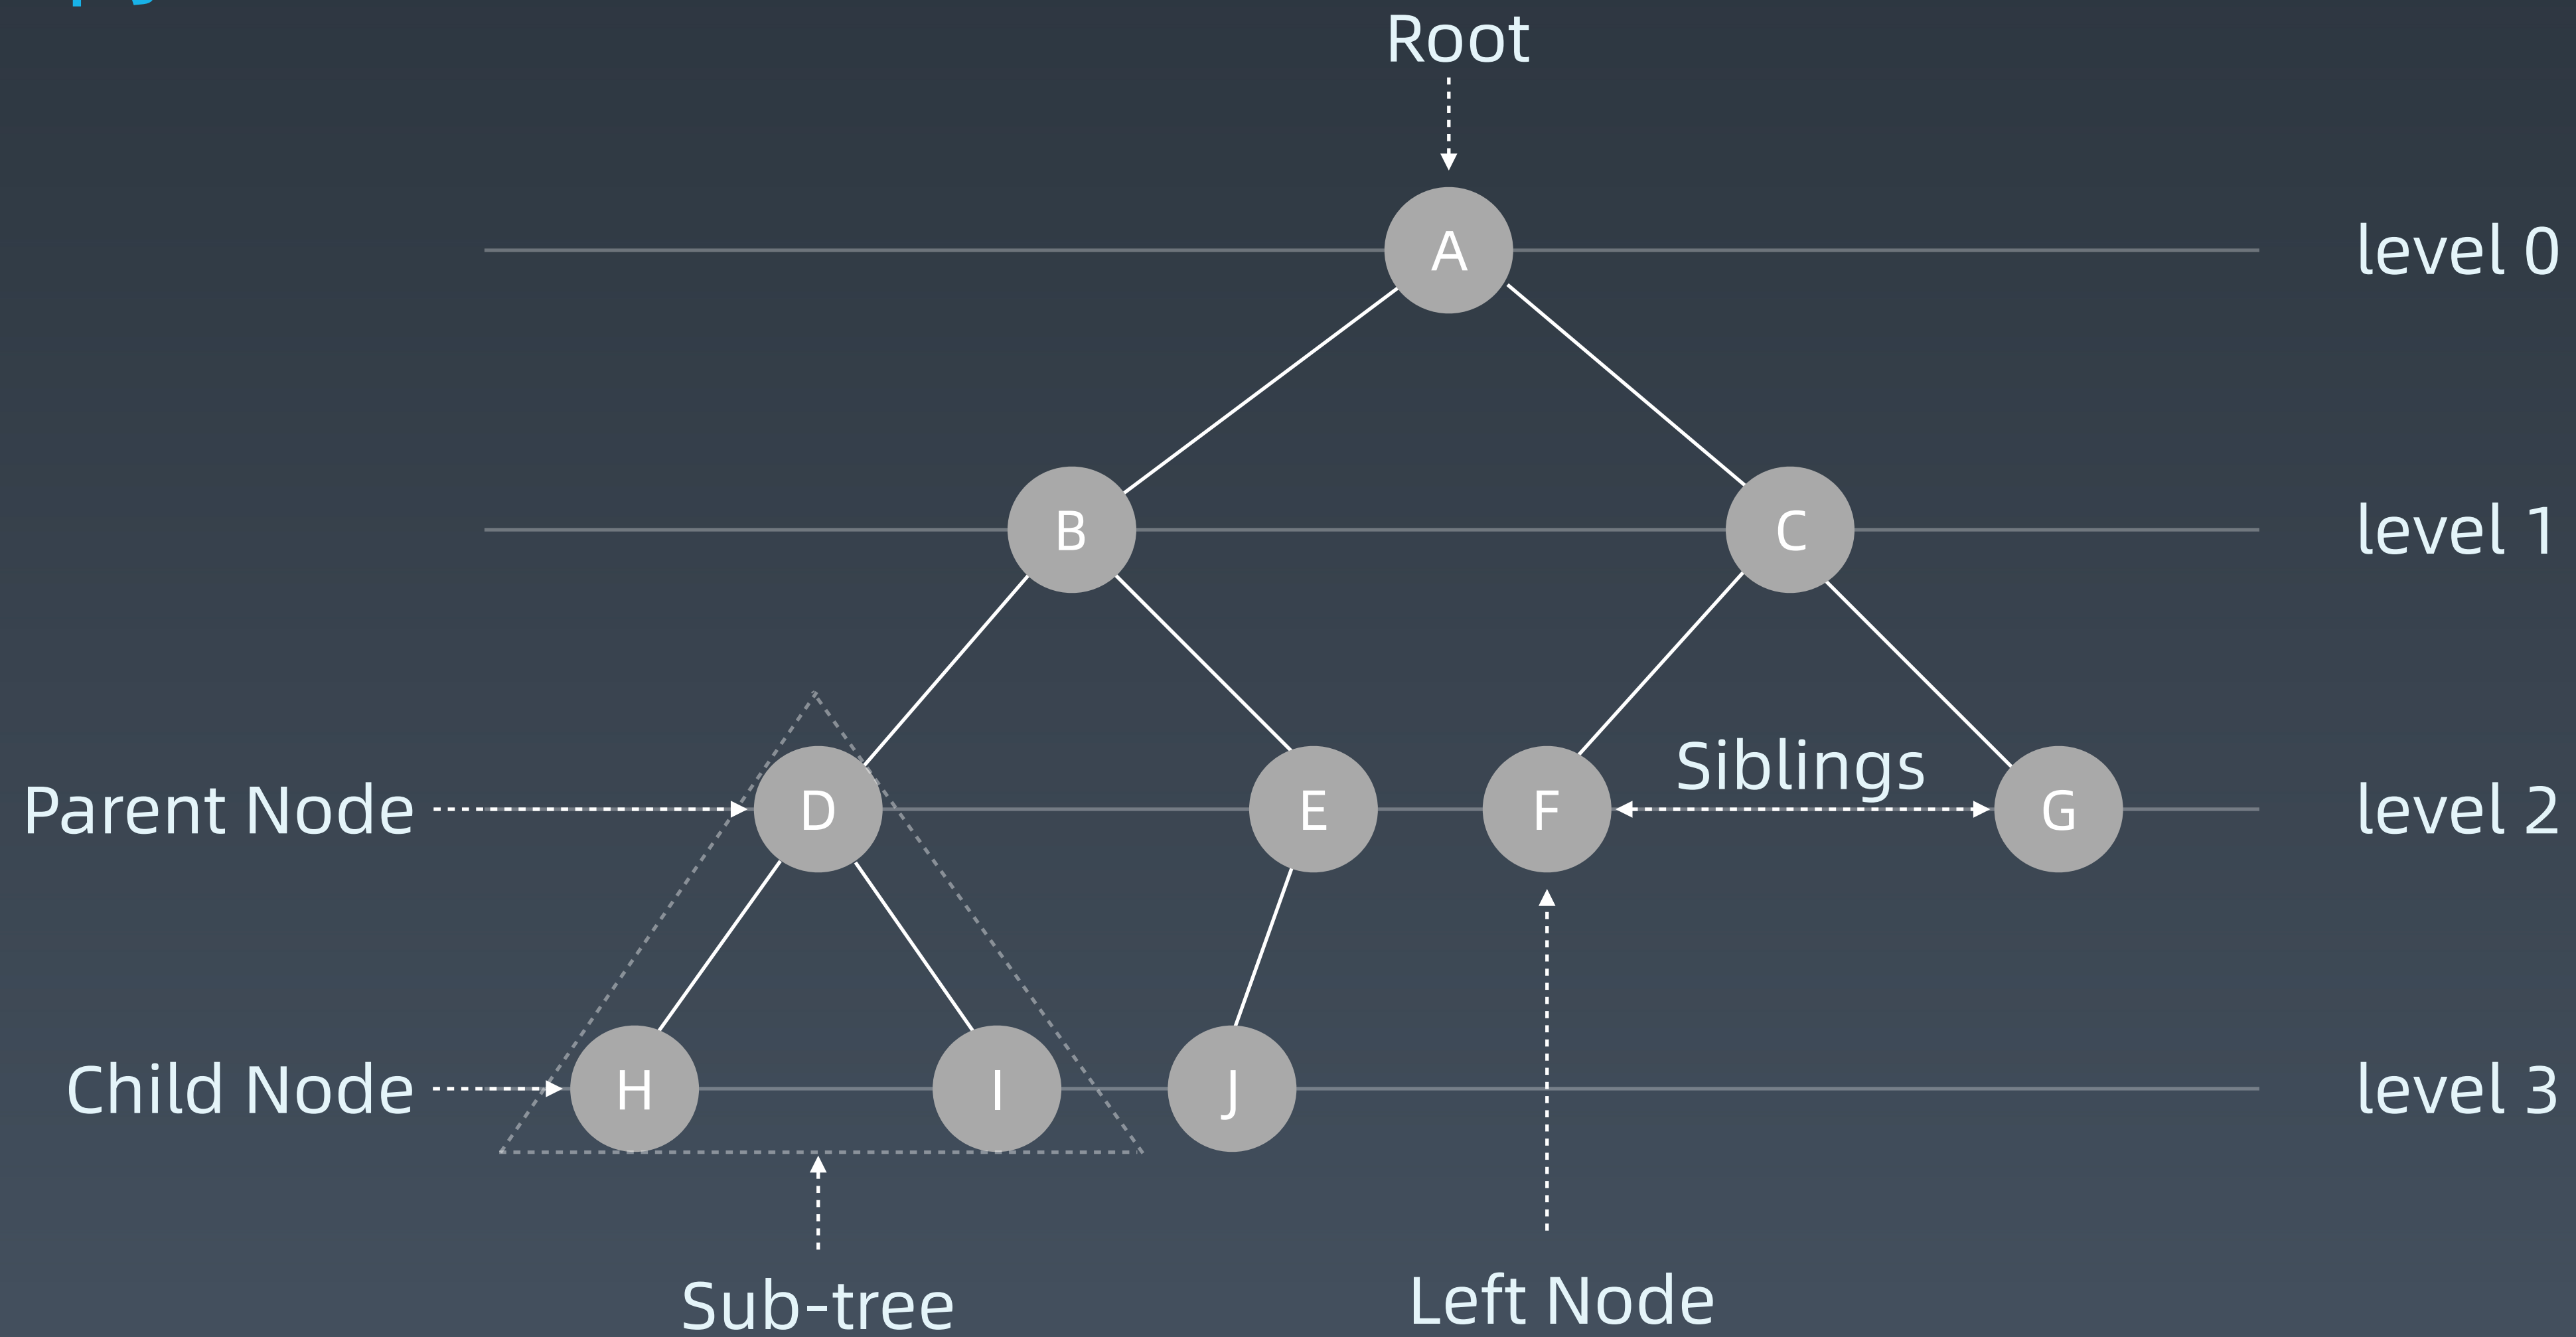 Root
A
level 0
B
C
level 1
Parent Node
D
E
F
Siblings
G
level 2
Child Node
H
I
J
level 3
Sub-tree
Left Node